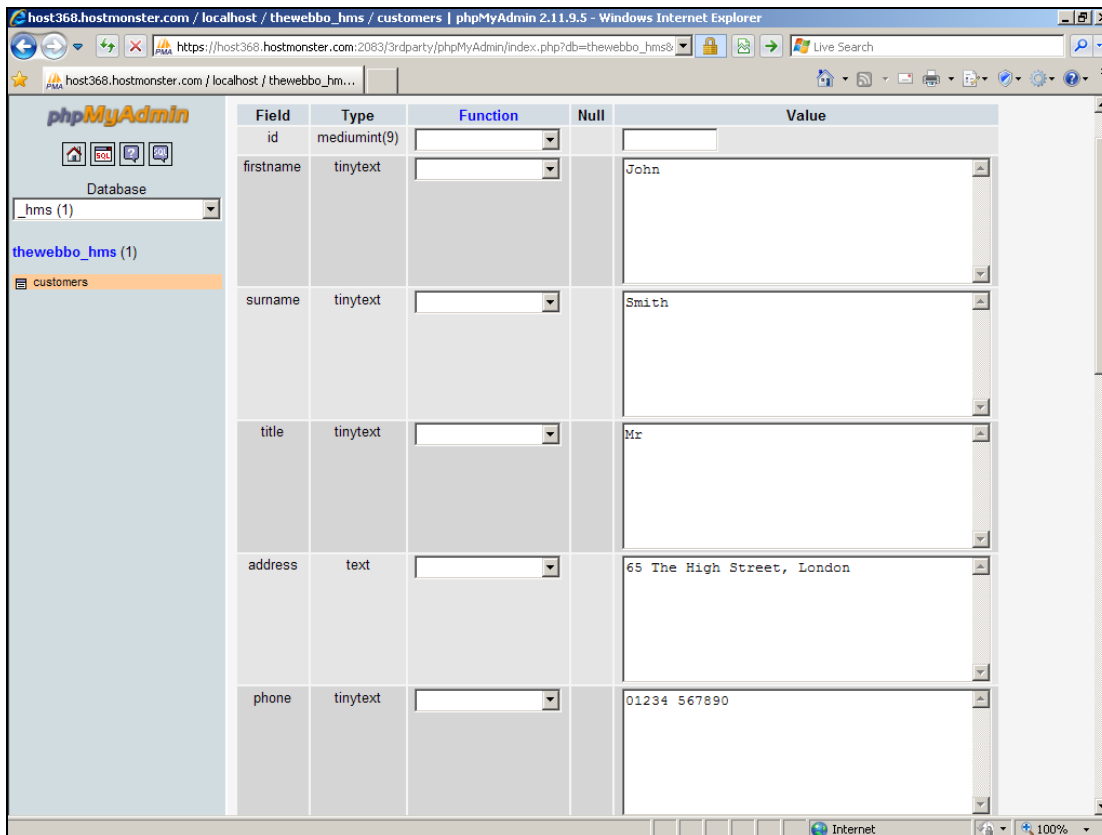 host368.hostmonster.com / localhost / thewebbo_hms / customers | phpMyAdmin 2.11.9.5 - Windows Internet Explorer
https://host368.hostmonster.com:2083/3rdparty/phpMyAdmin/index.php?db=thewebbo_hms&
Live Search
host368.hostmonster.com / localhost / thewebbo_hm...
phpMyAdmin
SQL
Database
_hms (1)
thewebbo_hms (1)
customers
Field Type Function Null Value
id mediumint(9)
firstname tinytext John
surname tinytext Smith
title tinytext Mr
address text 65 The High Street, London
phone tinytext 01234 567890
Internet 100%